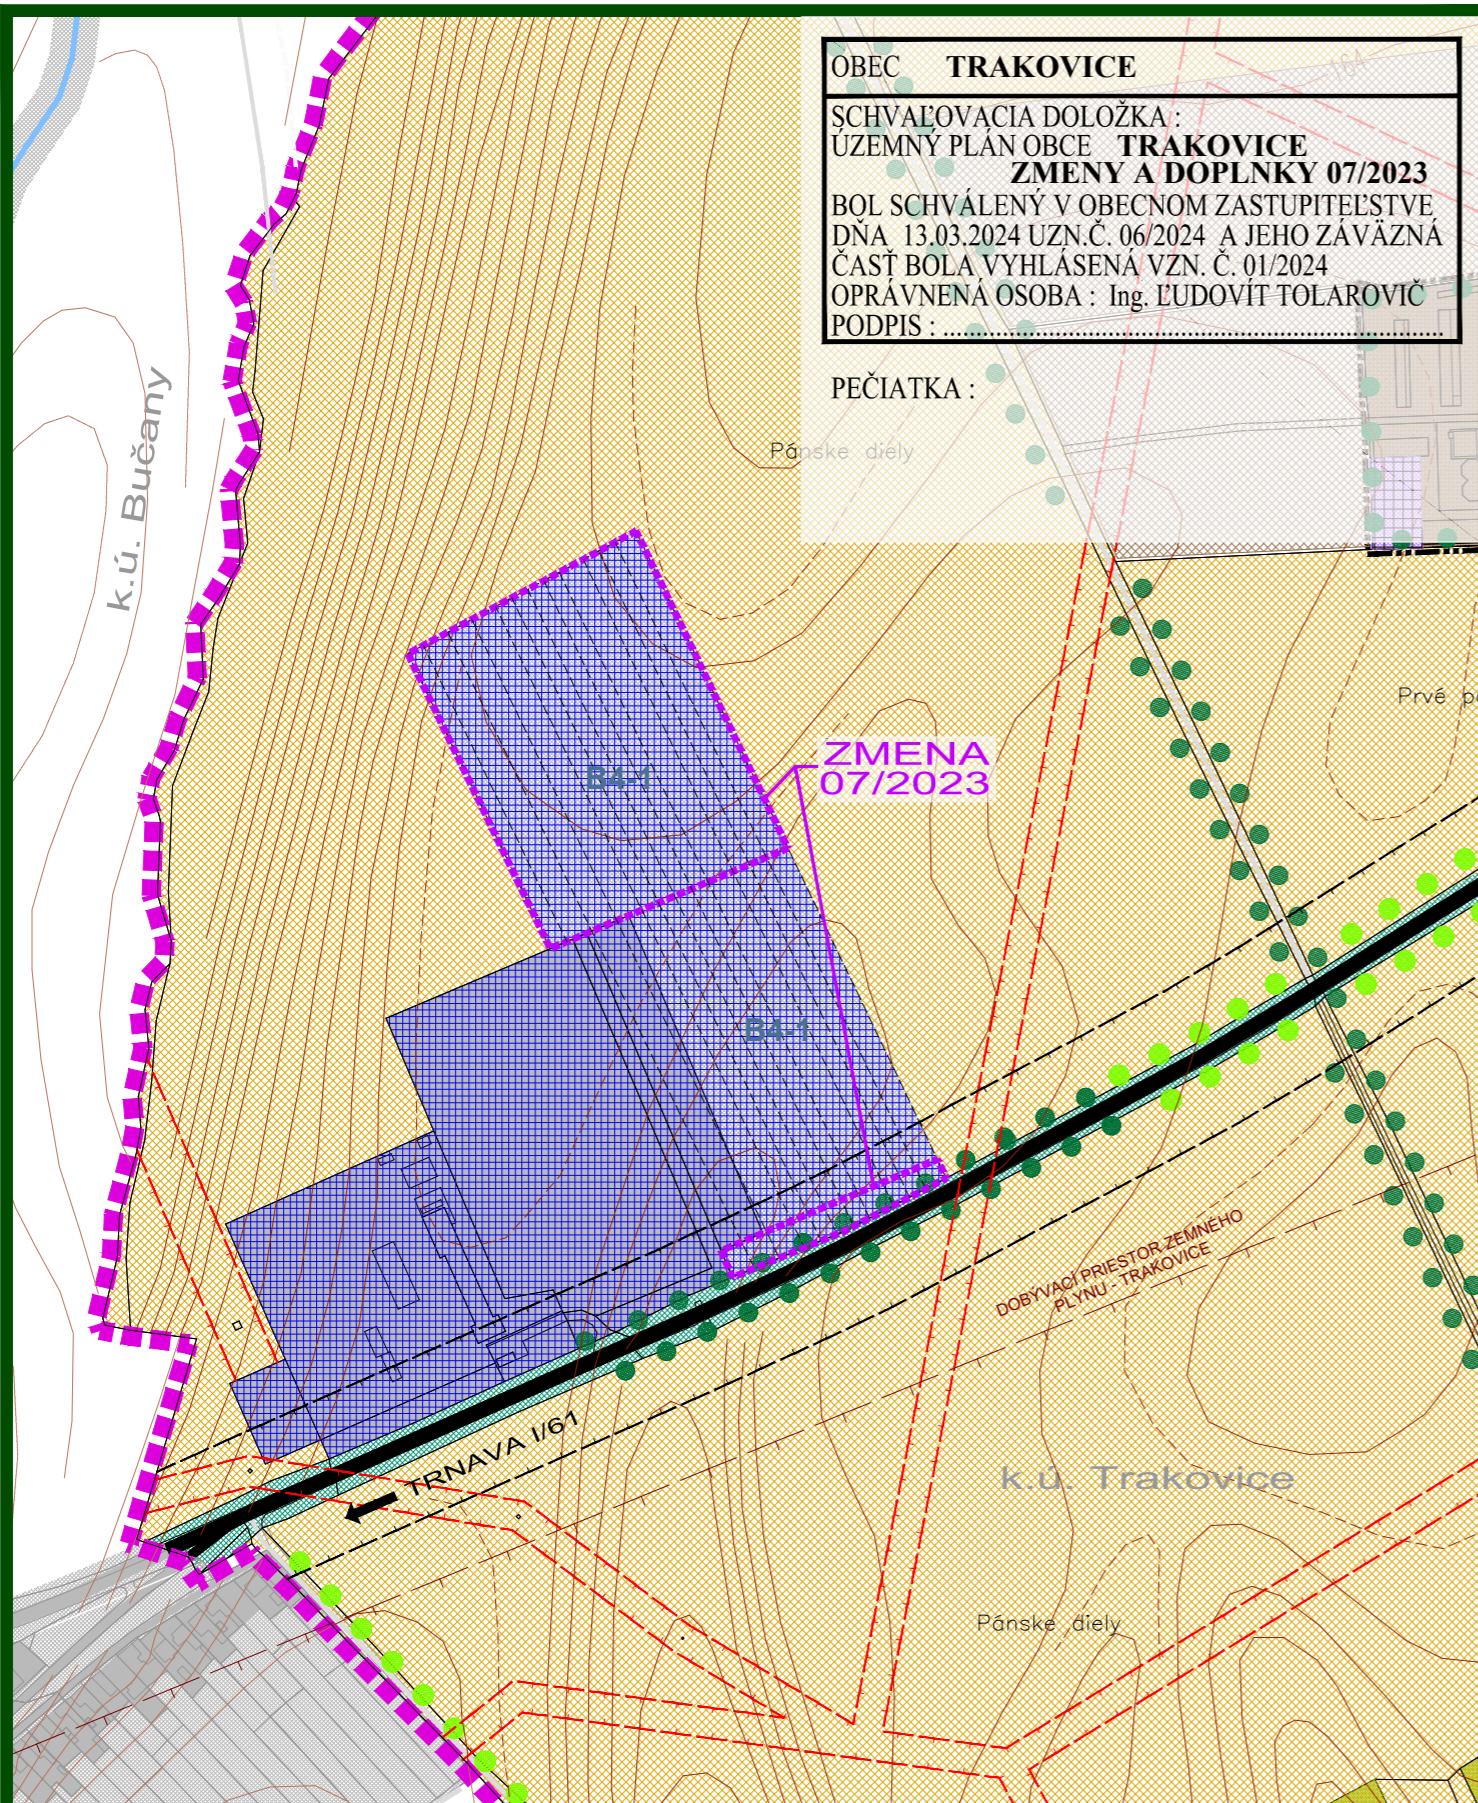 OBEC TRAKOVICE
SCHVAĽOVACIA DOLOŽKA :
ÚZEMNÝ PLÁN OBCE TRAKOVICE
ZMENY A DOPLNKY 07/2023
BOL SCHVÁLENÝ V OBECNOM ZASTUPITEĽSTVE
DŇA 13.03.2024 UZN.Č. 06/2024 A JEHO ZÁVÄZNÁ
ČASŤ BOLA VYHLÁSENÁ VZN. Č. 01/2024
OPRÁVNENÁ OSOBA : Ing. ĽUDOVÍT TOLAROVIČ
PODPIS : ..........................................................................
PEČIATKA :
164
k.ú. Bučany
Pánske diely
Prvé
ZMENA
07/2023
B4-1
B4-1
DOBÝVACÍ PRIESTOR ZEMNÉHO
PLYNU - TRAKOVICE
TRNAVA I/61
k.ú. Trakovice
Pánske diely